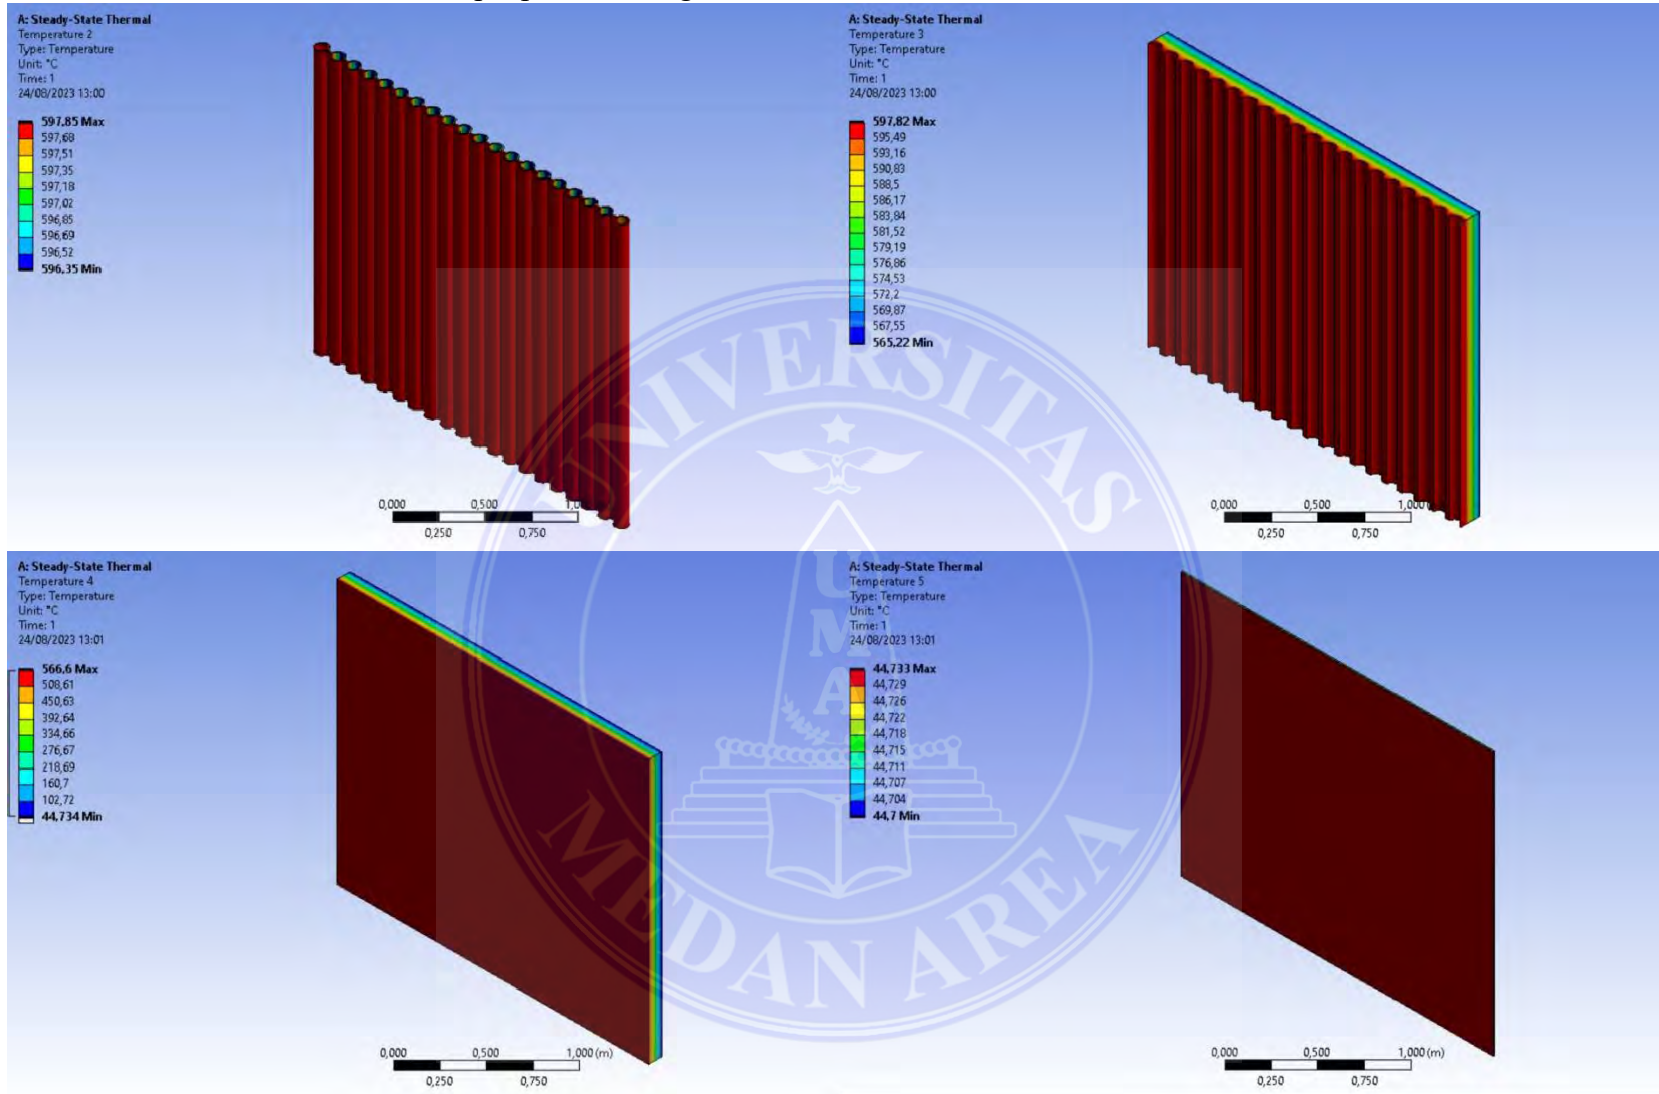 A: Steady-State Thermal
Temperature 2
Type: Temperature
Unit: °C
Time: 1
24/08/2023 13:00
597,85 Max
597,68
597,51
597,35
597,18
597,02
596,85
596,69
596,52
596,35 Min
0,000 0,500 1,0
0,250 0,750
A: Steady-State Thermal
Temperature 3
Type: Temperature
Unit: °C
Time: 1
24/08/2023 13:00
597,82 Max
595,49
593,16
590,83
588,5
586,17
583,84
581,52
579,19
576,86
574,53
572,2
569,87
567,55
565,22 Min
0,000 0,500 1,000
0,250 0,750
A: Steady-State Thermal
Temperature 4
Type: Temperature
Unit: °C
Time: 1
24/08/2023 13:01
566,6 Max
508,61
450,63
392,64
334,66
276,67
218,69
160,7
102,72
44,734 Min
0,000 0,500 1,000 (m)
0,250 0,750
A: Steady-State Thermal
Temperature 5
Type: Temperature
Unit: °C
Time: 1
24/08/2023 13:01
44,733 Max
44,729
44,726
44,722
44,718
44,715
44,711
44,707
44,704
44,7 Min
0,000 0,500 1,000 (m)
0,250 0,750
UNIVERSITAS
UMA
MEDAN AREA